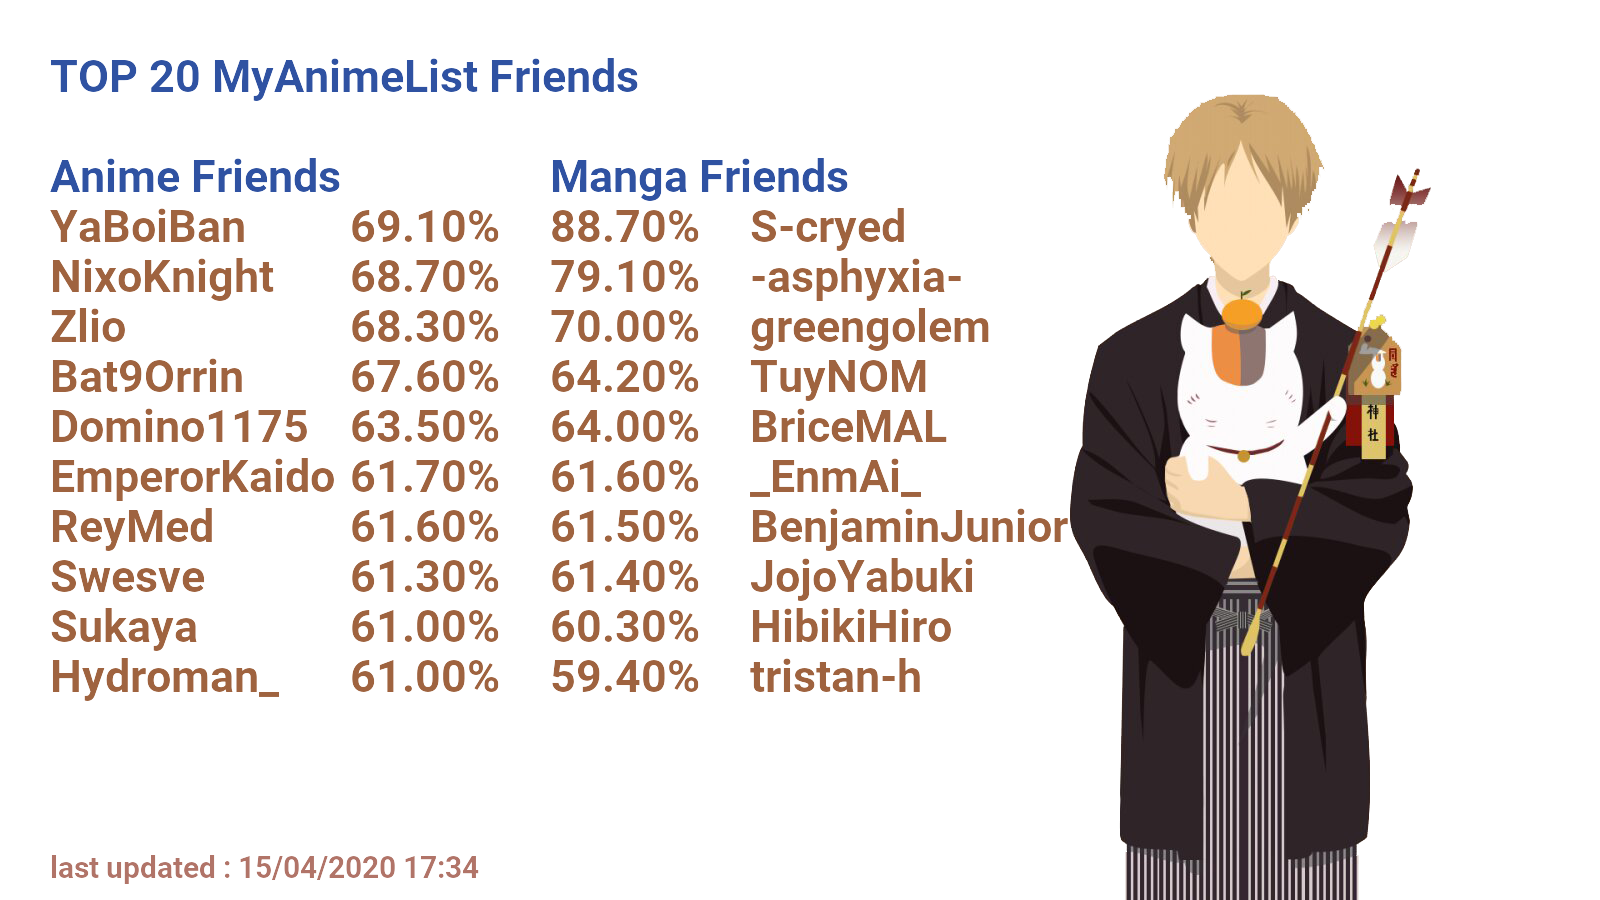 TOP 20 MyAnimeList Friends
Anime Friends Manga Friends
YaBoiBan 69.10% 88.70% S-cryed
NixoKnight 68.70% 79.10% -asphyxia-
Zlio 68.30% 70.00% greengolem
Bat9Orrin 67.60% 64.20% TuyNOM
Domino1175 63.50% 64.00% BriceMAL
EmperorKaido 61.70% 61.60% _EnmAi_
ReyMed 61.60% 61.50% BenjaminJunior
Swesve 61.30% 61.40% JojoYabuki
Sukaya 61.00% 60.30% HibikiHiro
Hydroman_ 61.00% 59.40% tristan-h
神社
last updated : 15/04/2020 17:34